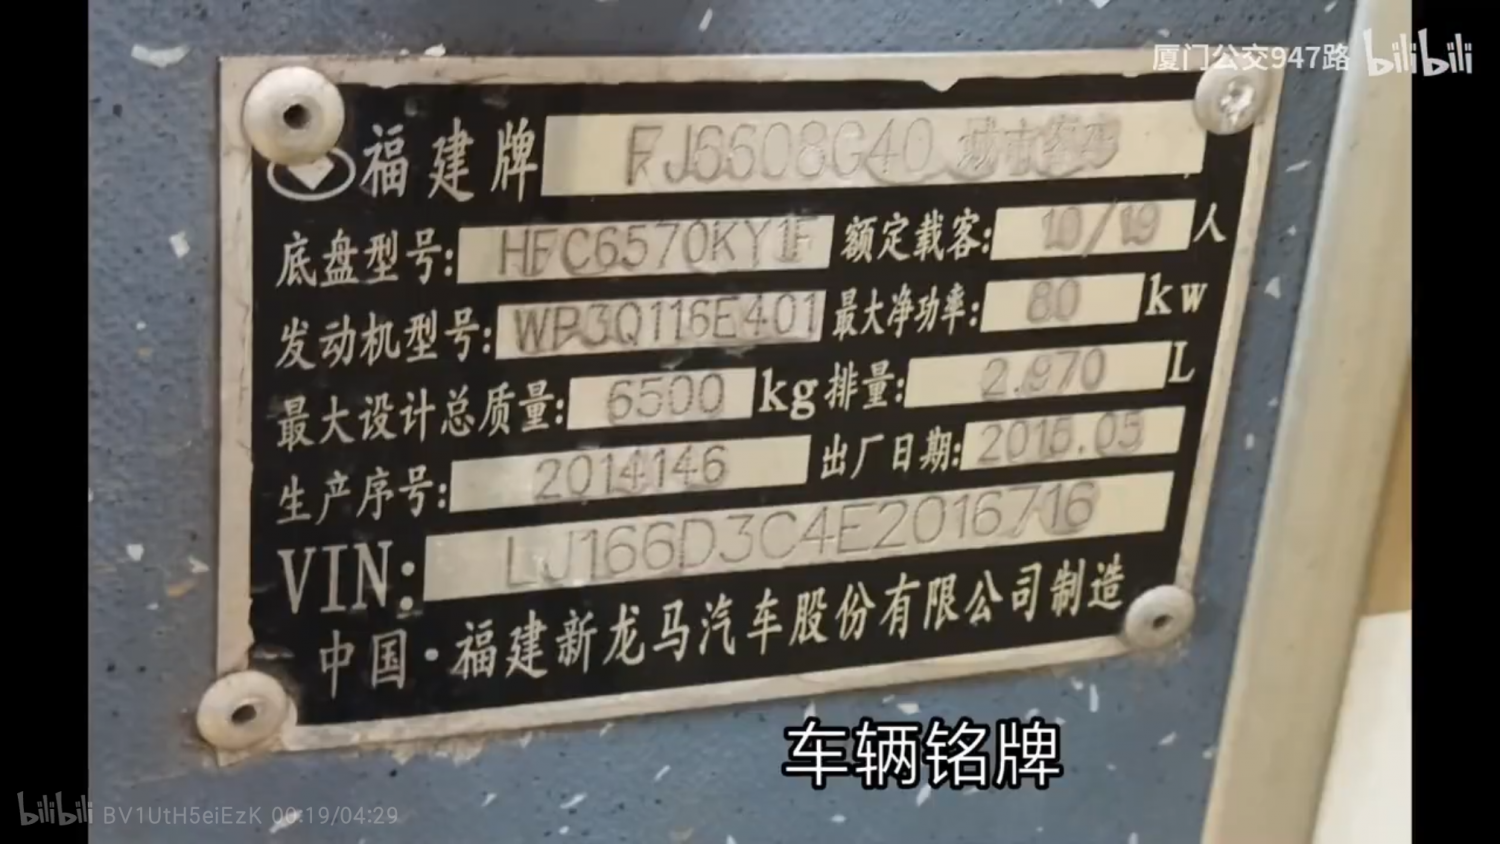 厦门公交947路 bilibili
福建牌 FJ6608G40 城市客车
底盘型号: HFC6570KY1F 额定载客: 10/19 人
发动机型号: WP3Q116E401 最大净功率: 80 kw
最大设计总质量: 6500 kg 排量: 2.970 L
生产序号: 2014146 出厂日期: 2015.05
VIN: LJ166D3C4E2016716
中国·福建新龙马汽车股份有限公司制造
车辆铭牌
bilibili BV1UtH5eiEzK 00:19/04:29